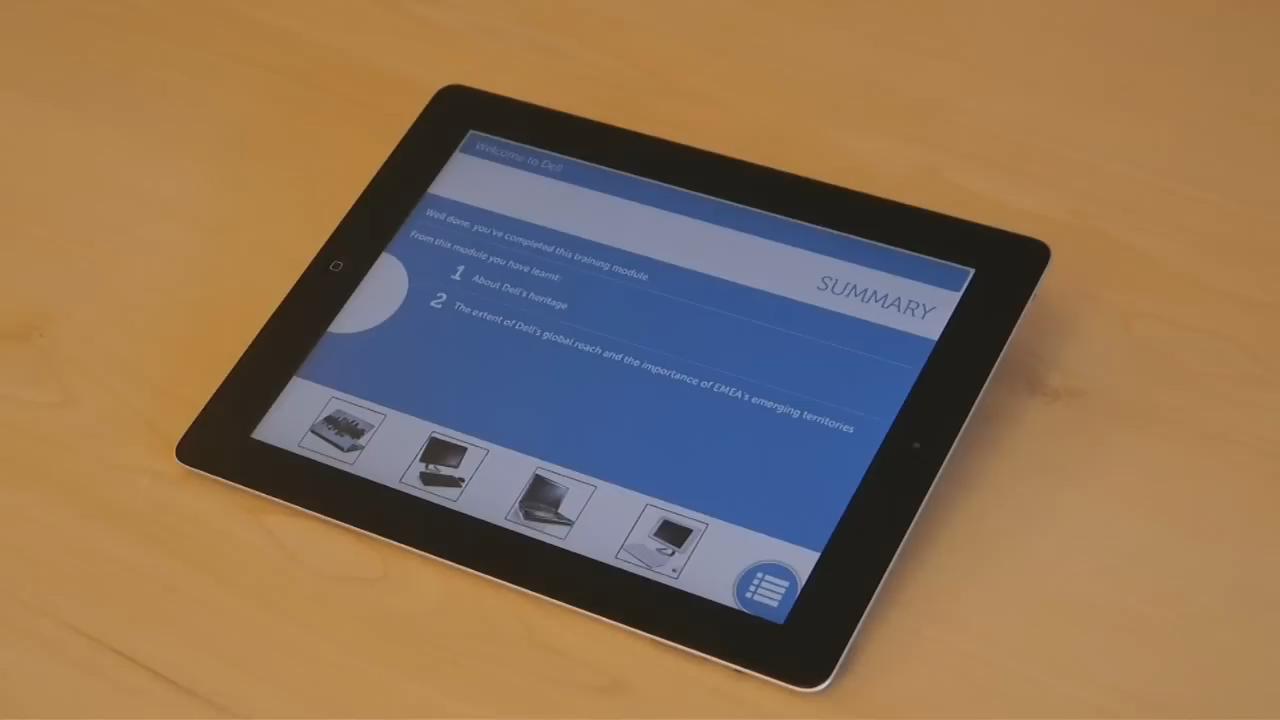 Welcome to Dell
SUMMARY
Well done, you've completed this training module.
From this module you have learnt:
1 About Dell's heritage
2 The extent of Dell's global reach and the importance of EMEA's emerging territories